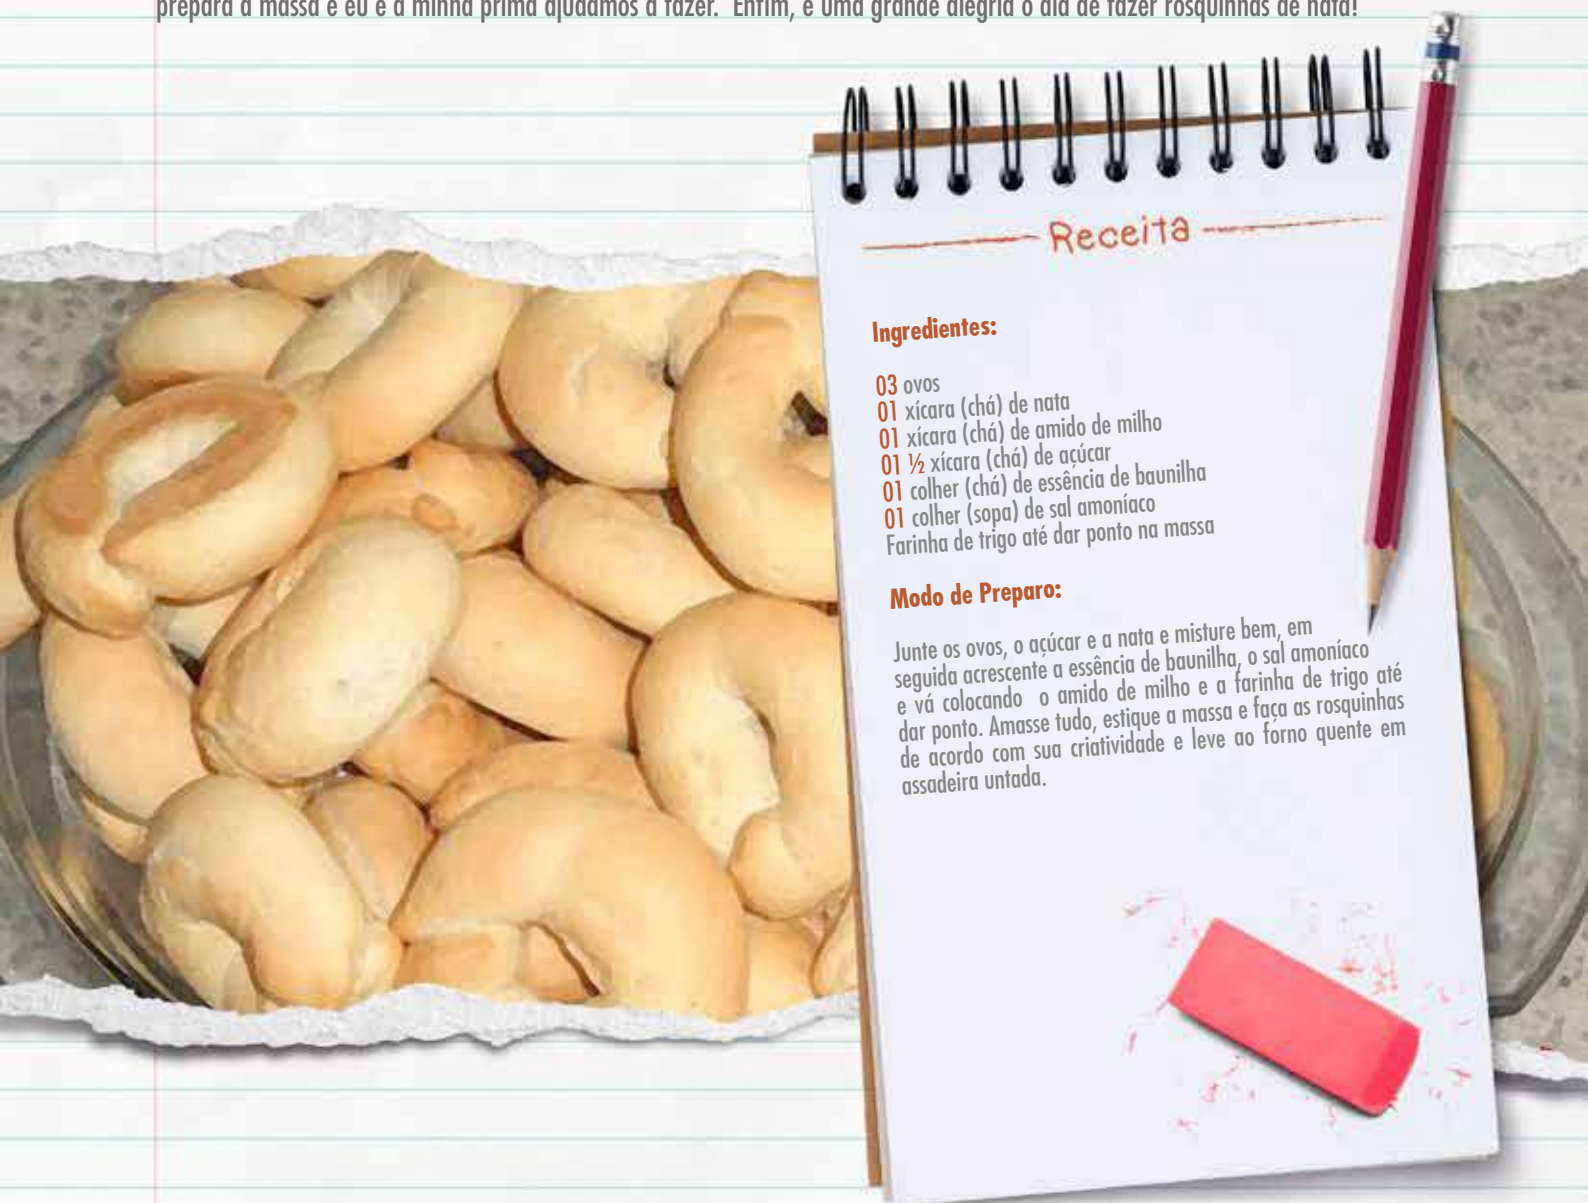 prepara a massa e eu e a minha prima ajudamos a fazer. Enfim, é uma grande alegria o dia de fazer rosquinhas de nata!
Receita
Ingredientes:
03 ovos
01 xícara (chá) de nata
01 xícara (chá) de amido de milho
01 ½ xícara (chá) de açúcar
01 colher (chá) de essência de baunilha
01 colher (sopa) de sal amoníaco
Farinha de trigo até dar ponto na massa
Modo de Preparo:
Junte os ovos, o açúcar e a nata e misture bem, em
seguida acrescente a essência de baunilha, o sal amoníaco
e vá colocando o amido de milho e a farinha de trigo até
dar ponto. Amasse tudo, estique a massa e faça as rosquinhas
de acordo com sua criatividade e leve ao forno quente em
assadeira untada.